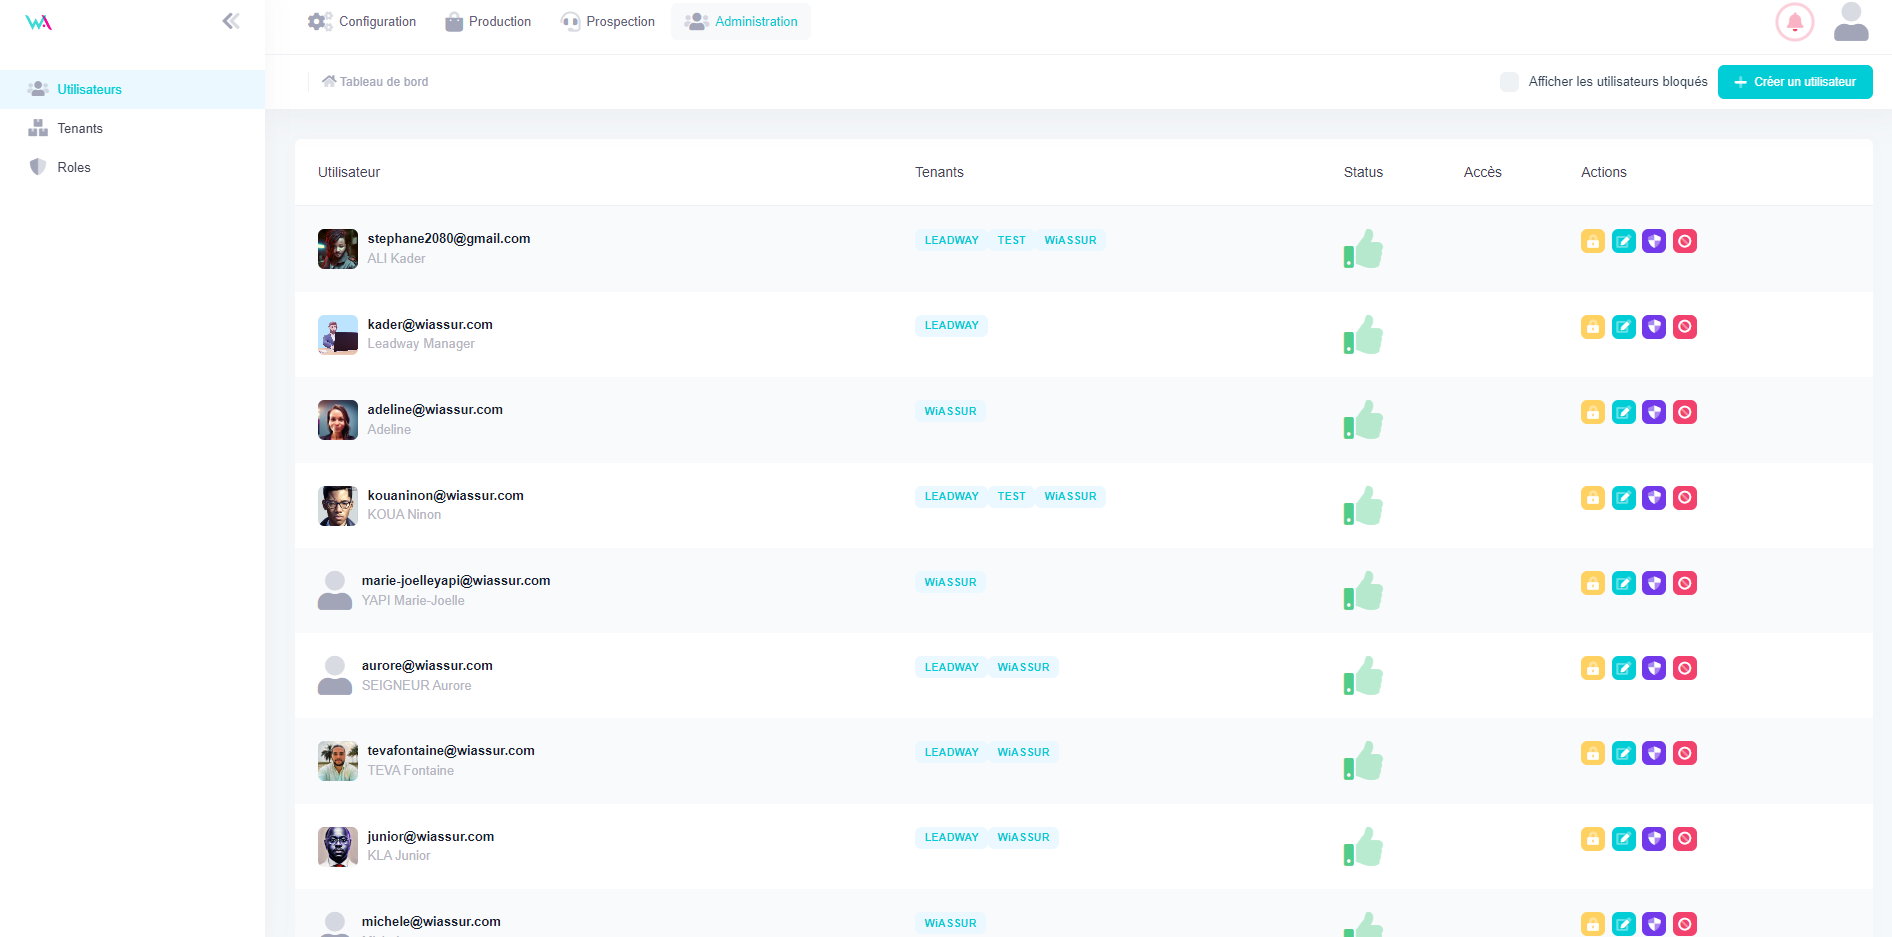 WA
Configuration Production Prospection Administration
Tableau de bord
Afficher les utilisateurs bloqués
Créer un utilisateur
Utilisateurs
Tenants
Roles
Utilisateur Tenants Status Accès Actions
stephane2080@gmail.com
ALI Kader
LEADWAY TEST WiASSUR
kader@wiassur.com
Leadway Manager
LEADWAY
adeline@wiassur.com
Adeline
WiASSUR
kouaninon@wiassur.com
KOUA Ninon
LEADWAY TEST WiASSUR
marie-joelleyapi@wiassur.com
YAPI Marie-Joelle
WiASSUR
aurore@wiassur.com
SEIGNEUR Aurore
LEADWAY WiASSUR
tevafontaine@wiassur.com
TEVA Fontaine
LEADWAY WiASSUR
junior@wiassur.com
KLA Junior
LEADWAY WiASSUR
michele@wiassur.com
WiASSUR